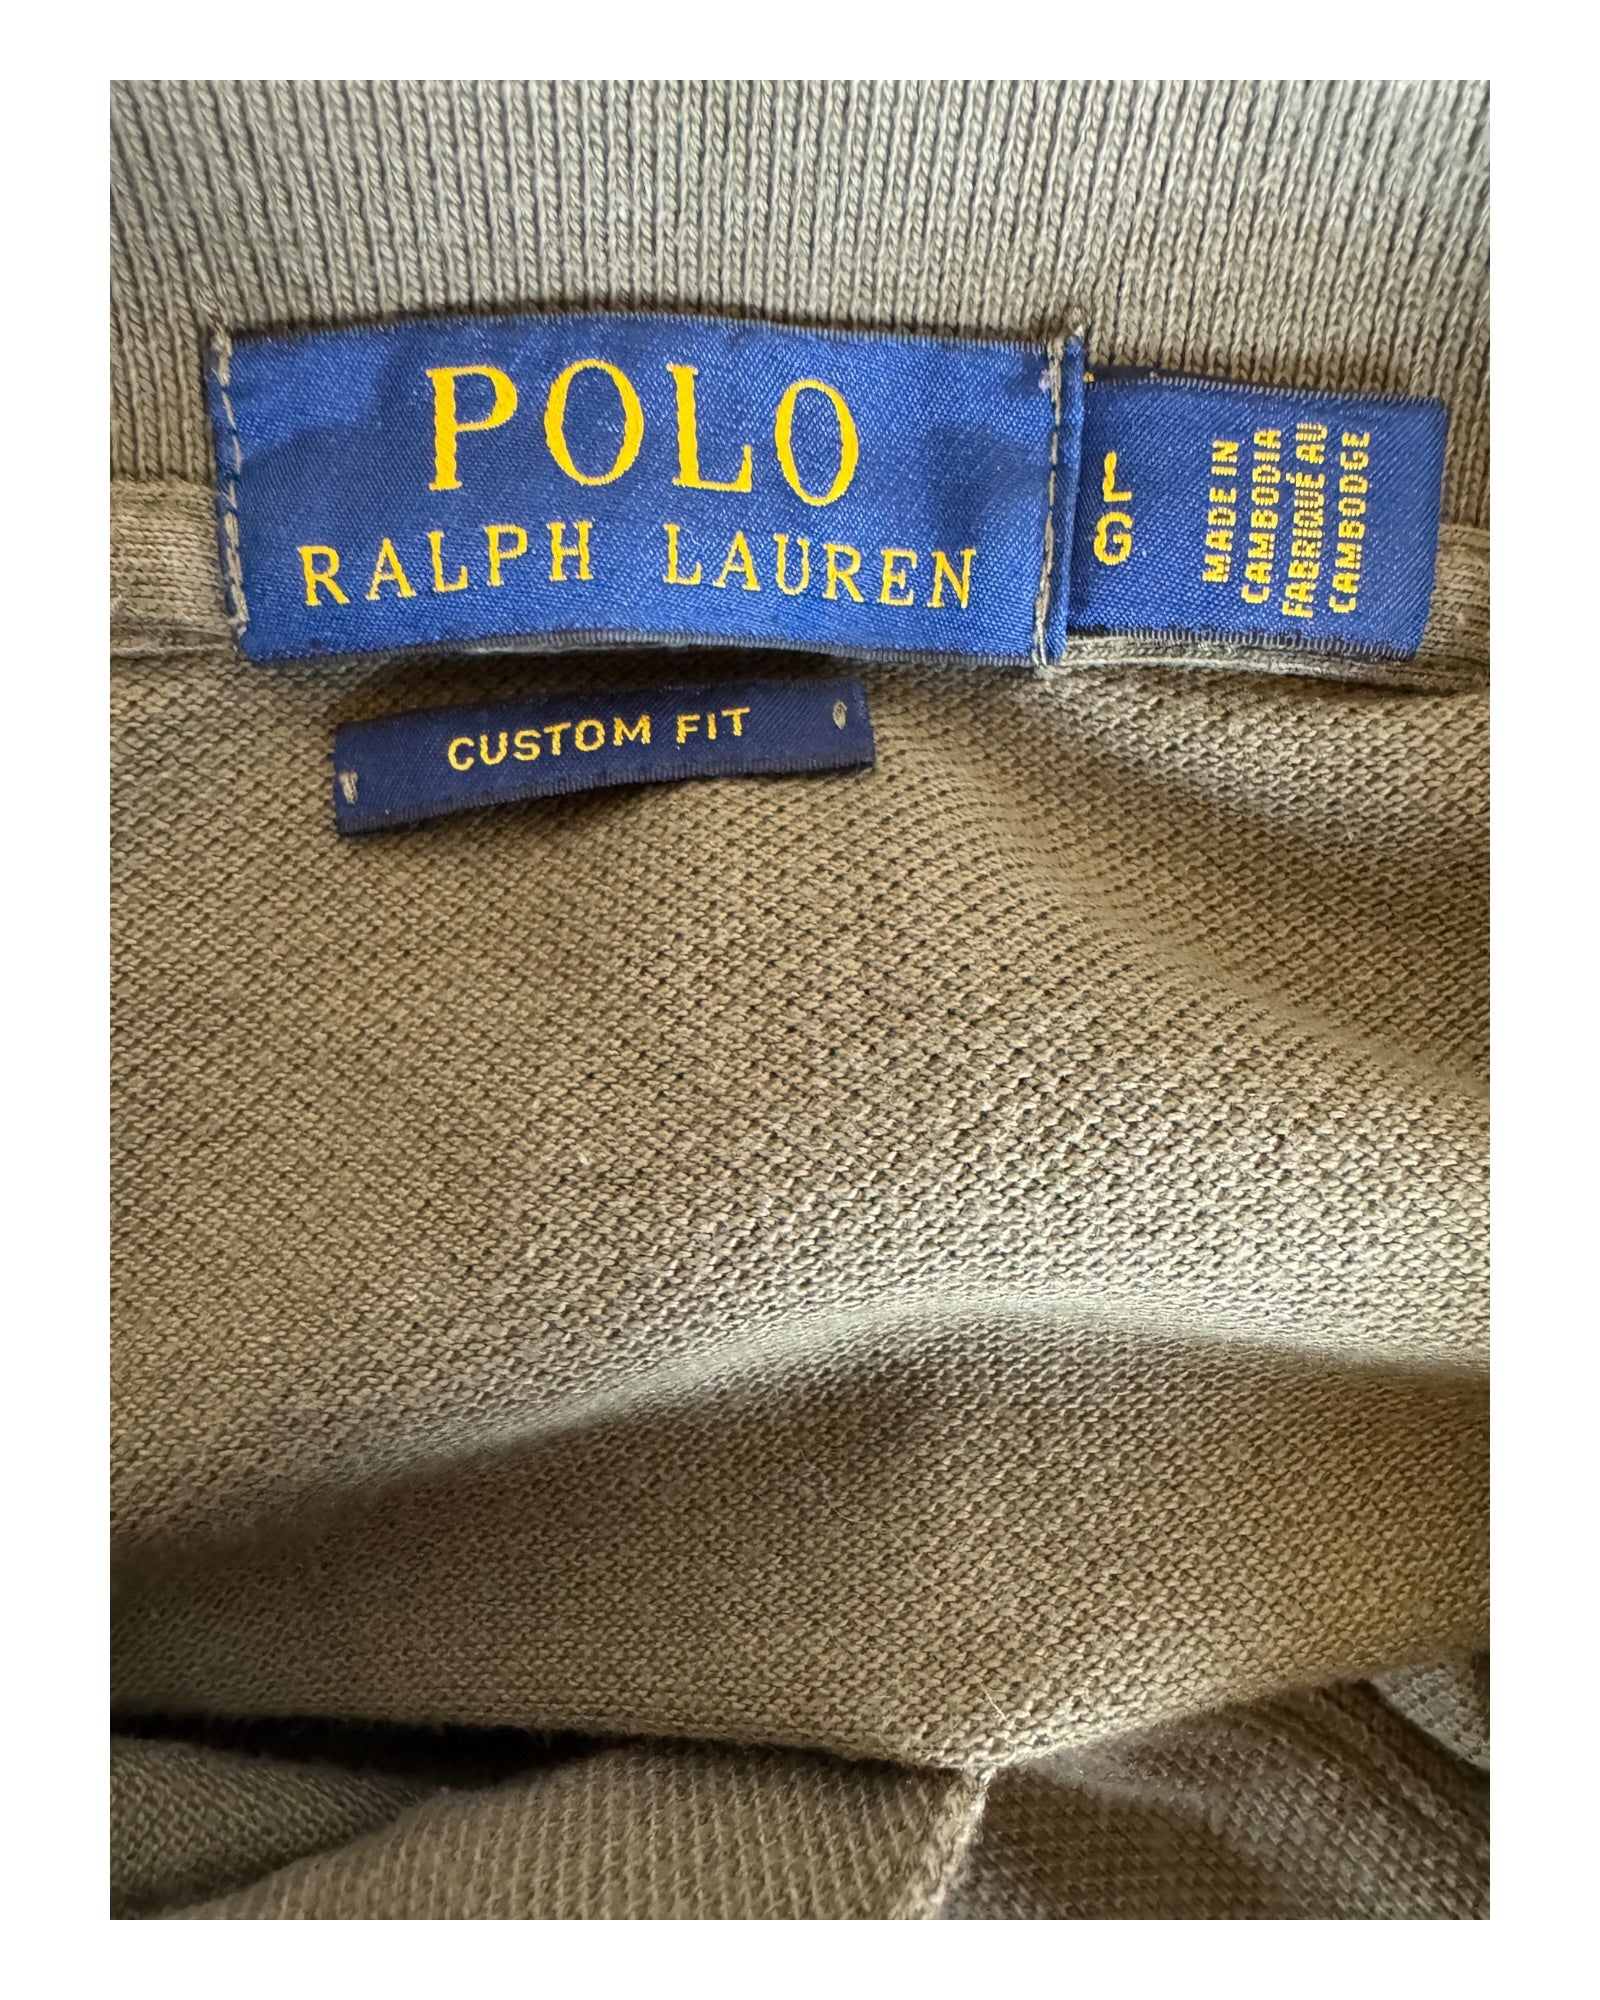 POLO
RALPH LAUREN
L
G
MADE IN
CAMBODIA
FABRIQUÉ AU
CAMBODGE
CUSTOM FIT